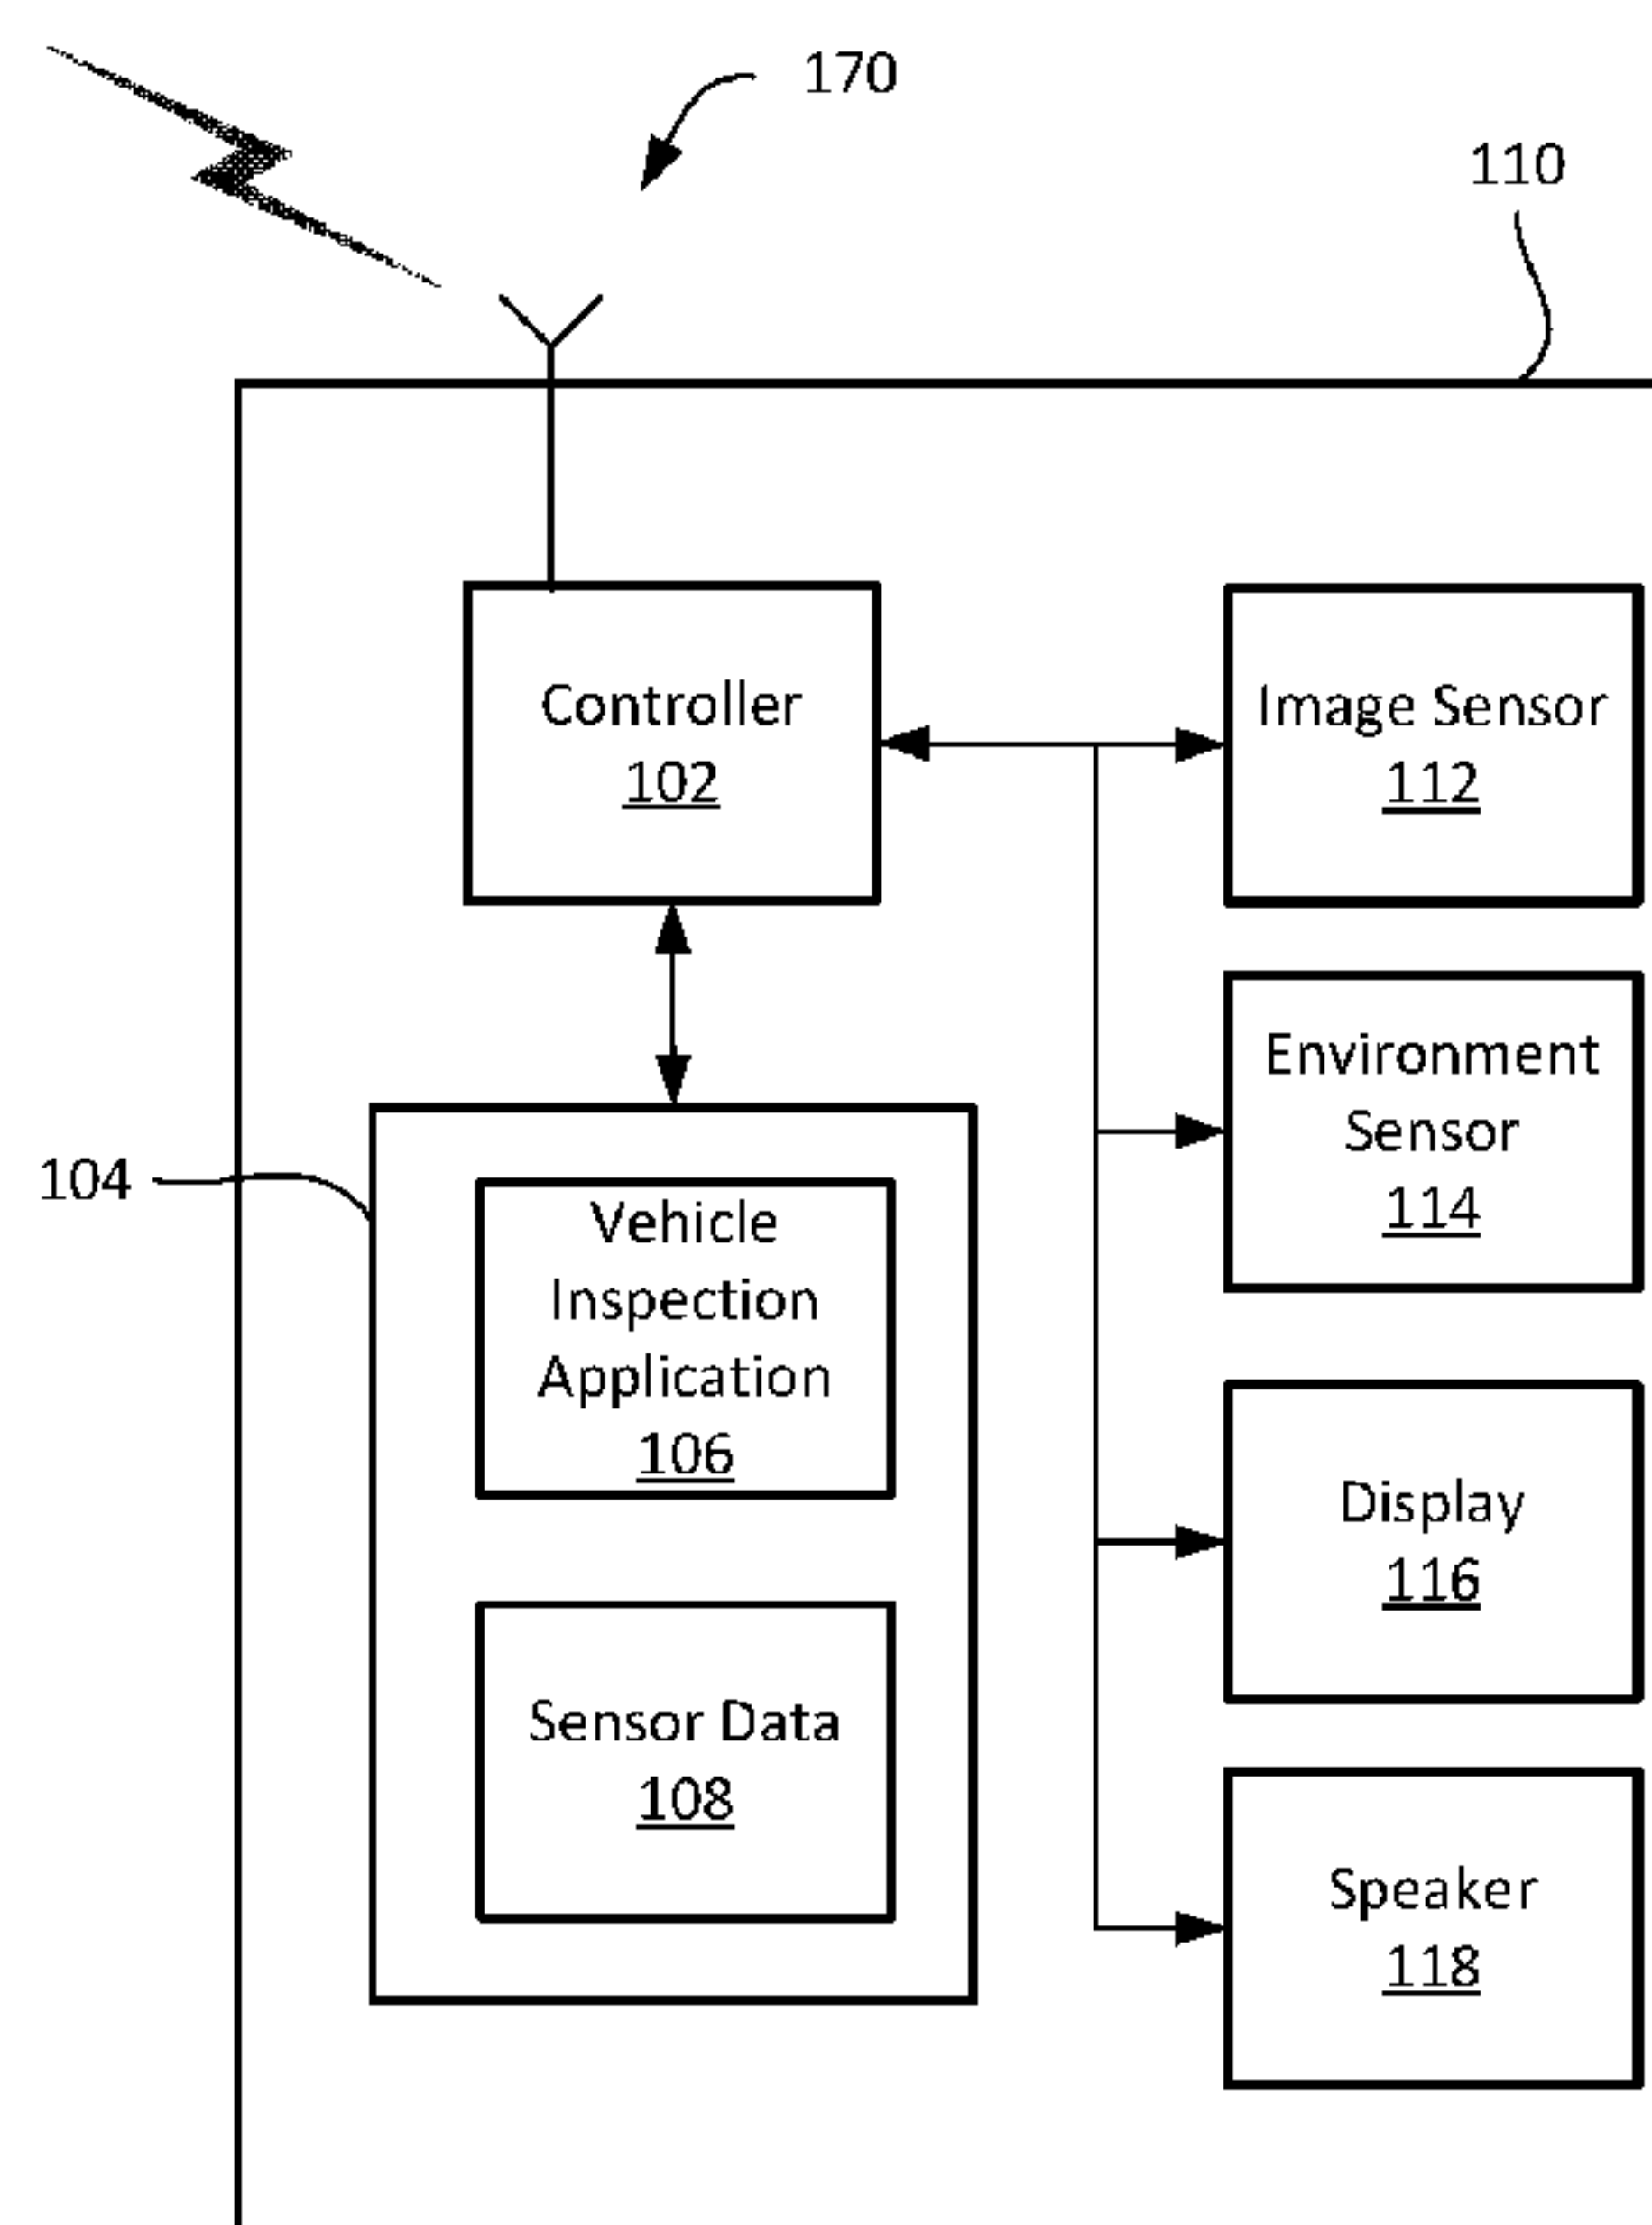 170
110
Controller
102
Image Sensor
112
Environment
Sensor
114
104
Vehicle
Inspection
Application
106
Display
116
Sensor Data
108
Speaker
118